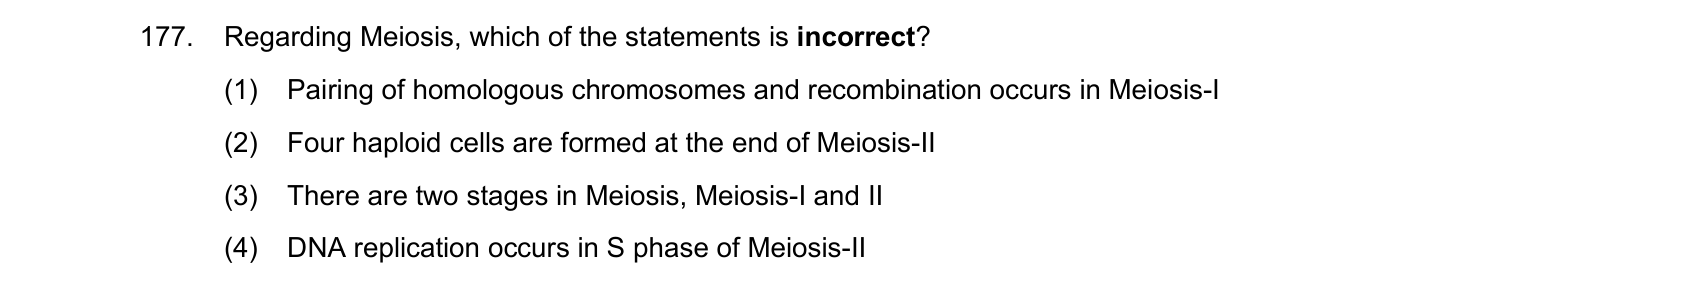 177. Regarding Meiosis, which of the statements is incorrect?
(1) Pairing of homologous chromosomes and recombination occurs in Meiosis-I
(2) Four haploid cells are formed at the end of Meiosis-II
(3) There are two stages in Meiosis, Meiosis-I and II
(4) DNA replication occurs in S phase of Meiosis-II